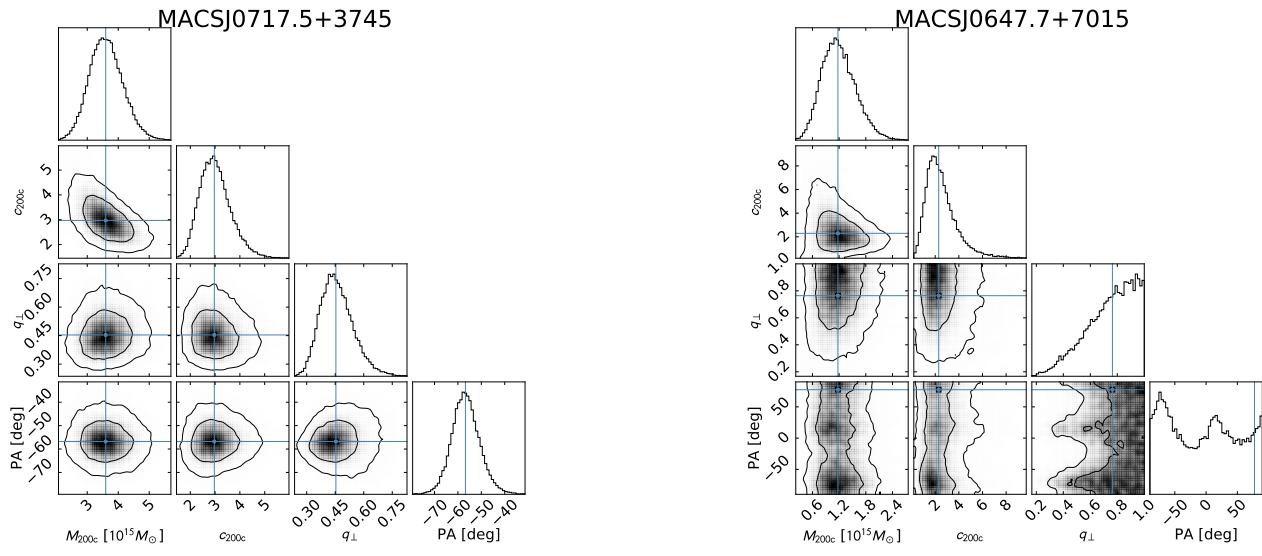 MACSJ0717.5+3745
MACSJ0647.7+7015
5
4
3
2
c200c
8
6
4
2
0
c200c
0.75
0.60
0.45
0.30
q⊥
1.0
0.8
0.6
0.4
0.2
q⊥
−40
−50
−60
−70
PA [deg]
50
0
−50
PA [deg]
3 4 5
M200c [10^15 M⊙]
2 3 4 5
c200c
0.30 0.45 0.60 0.75
q⊥
−70 −60 −50 −40
PA [deg]
0.6 1.2 1.8 2.4
M200c [10^15 M⊙]
2 4 6 8
c200c
0.2 0.4 0.6 0.8 1.0
q⊥
−50 0 50
PA [deg]